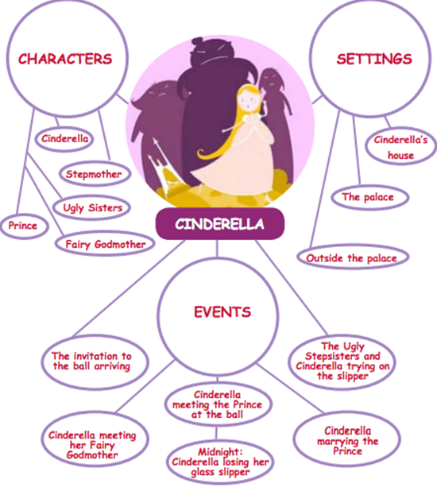 CHARACTERS
SETTINGS
Cinderella
Stepmother
Ugly Sisters
Prince
Fairy Godmother
Cinderella's
house
The palace
Outside the palace
CINDERELLA
EVENTS
The invitation to
the ball arriving
The Ugly
Stepsisters and
Cinderella trying on
the slipper
Cinderella
meeting the Prince
at the ball
Cinderella meeting
her Fairy
Godmother
Midnight:
Cinderella losing her
glass slipper
Cinderella
marrying the
Prince